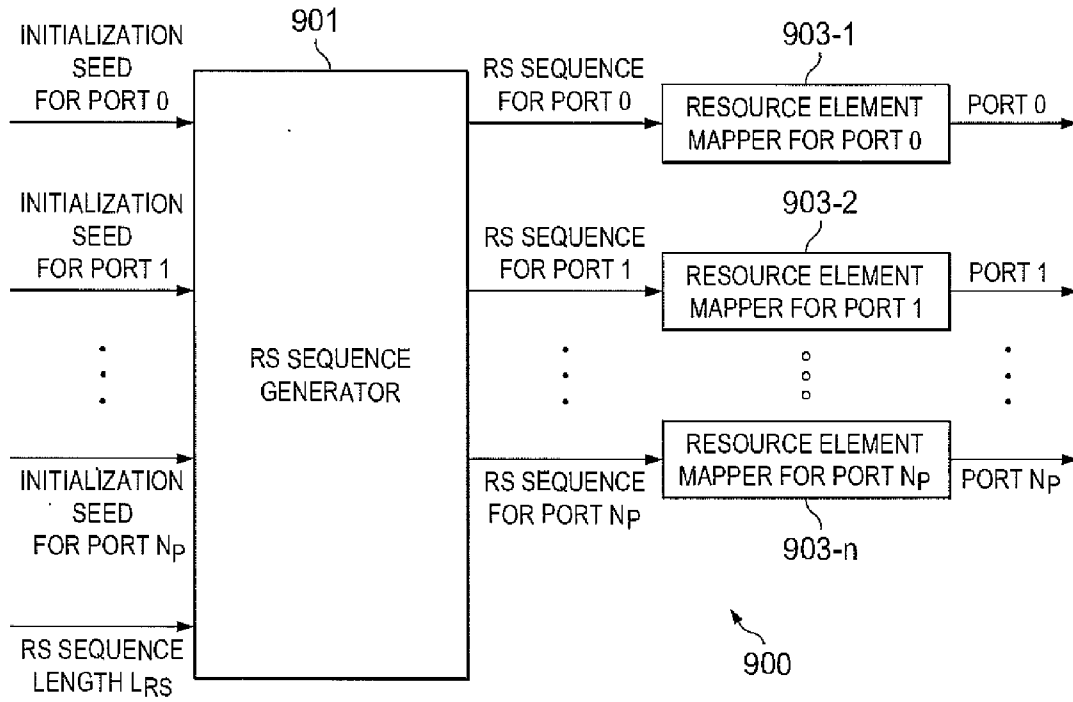 901
INITIALIZATION
SEED
FOR PORT 0
RS SEQUENCE
FOR PORT 0
903-1
RESOURCE ELEMENT
MAPPER FOR PORT 0
PORT 0
INITIALIZATION
SEED
FOR PORT 1
RS SEQUENCE
FOR PORT 1
903-2
RESOURCE ELEMENT
MAPPER FOR PORT 1
PORT 1
RS SEQUENCE
GENERATOR
INITIALIZATION
SEED
FOR PORT NP
RS SEQUENCE
FOR PORT NP
RESOURCE ELEMENT
MAPPER FOR PORT NP
903-n
PORT NP
RS SEQUENCE
LENGTH LRS
900